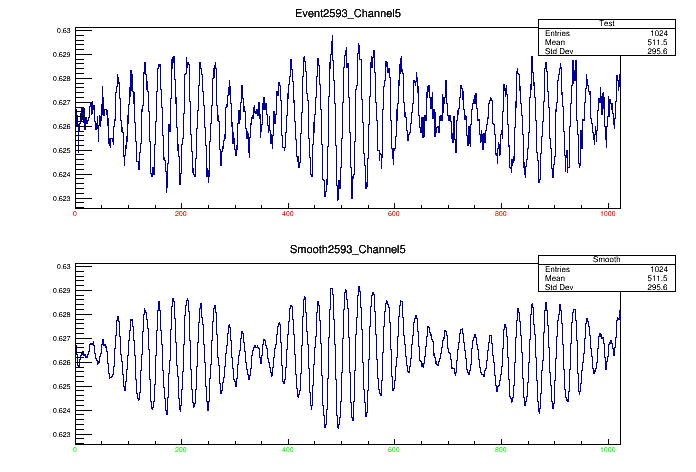 Event2593_Channel5
Test
Entries 1024
Mean 511.5
Std Dev 295.6
0.63
0.629
0.628
0.627
0.626
0.625
0.624
0.623
0 200 400 600 800 1000
Smooth2593_Channel5
Smooth
Entries 1024
Mean 511.5
Std Dev 295.6
0.63
0.629
0.628
0.627
0.626
0.625
0.624
0.623
0 200 400 600 800 1000